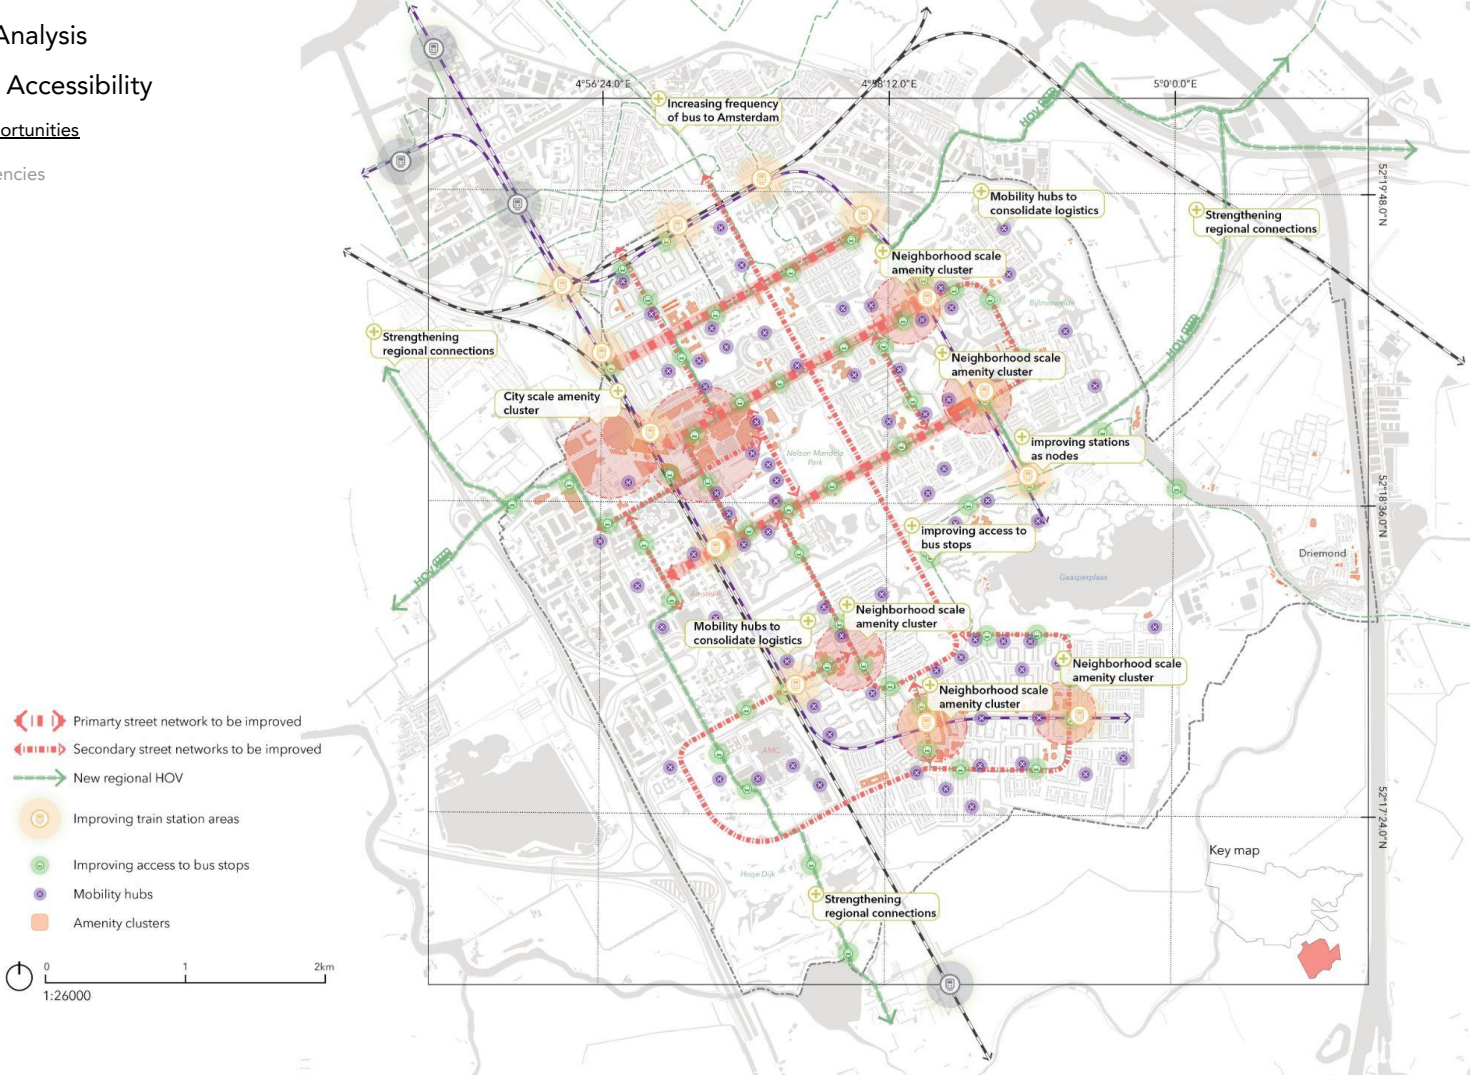 Analysis
Accessibility
ortunities
encies
4°56'24.0"E
4°58'12.0"E
5°0'0.0"E
Increasing frequency
of bus to Amsterdam
HOV
Mobility hubs to
consolidate logistics
Strengthening
regional connections
52°19'48.0"N
Neighborhood scale
amenity cluster
Bijlmerweide
Strengthening
regional connections
HOV
Neighborhood scale
amenity cluster
City scale amenity
cluster
improving stations
as nodes
Nelson Mandela
Park
52°18'36.0"N
improving access to
bus stops
Driemond
HOV
Gaasperplaas
Neighborhood scale
amenity cluster
Mobility hubs to
consolidate logistics
Neighborhood scale
amenity cluster
Neighborhood scale
amenity cluster
AMC
52°17'24.0"N
Hoge Dijk
Strengthening
regional connections
Key map
Primarty street network to be improved
Secondary street networks to be improved
New regional HOV
Improving train station areas
Improving access to bus stops
Mobility hubs
Amenity clusters
0 1 2km
1:26000